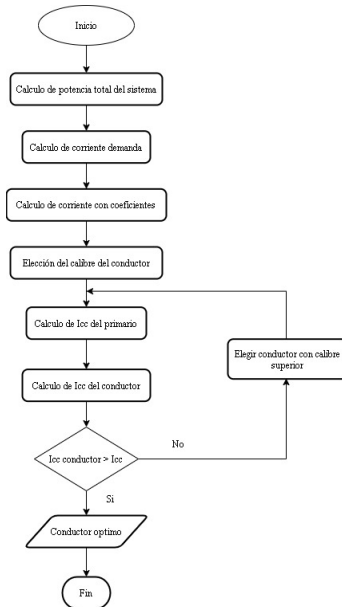 Inicio
Calculo de potencia total del sistema
Calculo de corriente demanda
Calculo de corriente con coeficientes
Elección del calibre del conductor
Calculo de Icc del primario
Elegir conductor con calibre
superior
Calculo de Icc del conductor
No
Icc conductor > Icc
Si
Conductor optimo
Fin